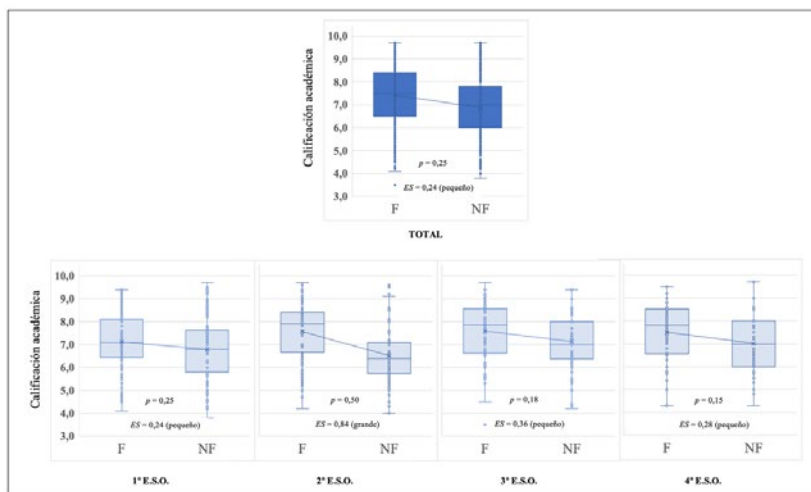 Calificación académica
10,0
9,0
8,0
7,0
6,0
5,0
4,0
3,0
p = 0,25
ES = 0,24 (pequeño)
F NF
TOTAL
Calificación académica
10,0
9,0
8,0
7,0
6,0
5,0
4,0
3,0
p = 0,25 p = 0,50 p = 0,18 p = 0,15
ES = 0,24 (pequeño) ES = 0,84 (grande) ES = 0,36 (pequeño) ES = 0,28 (pequeño)
F NF F NF F NF F NF
1º E.S.O. 2º E.S.O. 3º E.S.O. 4º E.S.O.